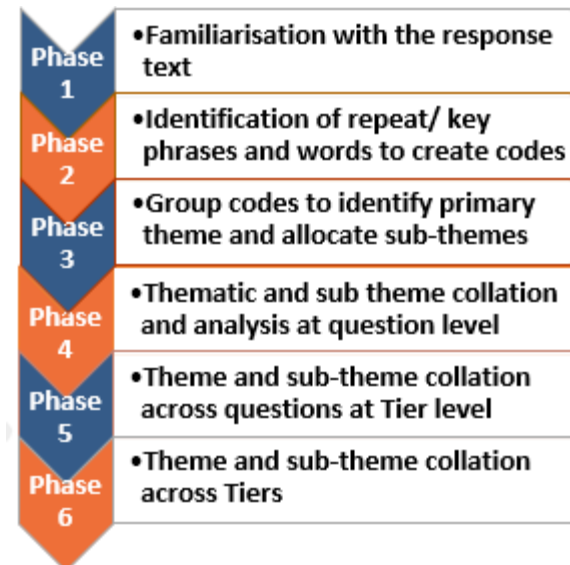 Phase
1
•Familiarisation with the response
text
Phase
2
•Identification of repeat/ key
phrases and words to create codes
Phase
3
•Group codes to identify primary
theme and allocate sub-themes
Phase
4
•Thematic and sub theme collation
and analysis at question level
Phase
5
•Theme and sub-theme collation
across questions at Tier level
Phase
6
•Theme and sub-theme collation
across Tiers